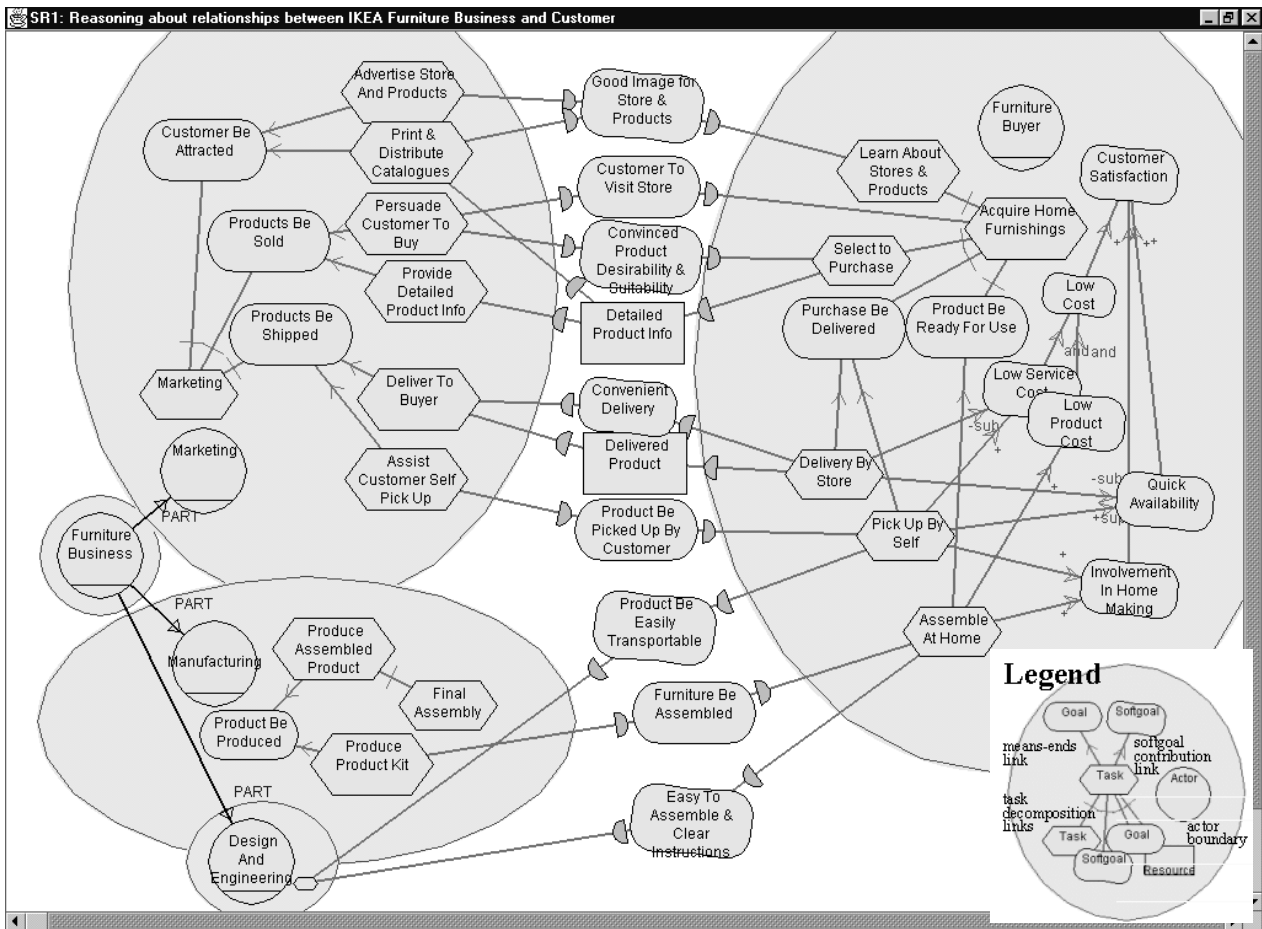 SR1: Reasoning about relationships between IKEA Furniture Business and Customer
Advertise Store
And Products
Good Image for
Store &
Products
Furniture
Buyer
Customer Be
Attracted
Print &
Distribute
Catalogues
Learn About
Stores &
Products
Customer
Satisfaction
Customer To
Visit Store
Persuade
Customer To
Buy
Products Be
Sold
Acquire Home
Furnishings
Convinced
Product
Desirability &
Suitability
Select to
Purchase
+
++
Provide
Detailed
Product Info
Low
Cost
Detailed
Product Info
Purchase Be
Delivered
Product Be
Ready For Use
Products Be
Shipped
andand
Marketing
Deliver To
Buyer
Convenient
Delivery
Low Service
Cost
Low
Product
Cost
-sub
+
Marketing
Delivered
Product
Assist
Customer Self
Pick Up
Delivery By
Store
-sub
+
Quick
Availability
+sup
PART
Product Be
Picked Up By
Customer
Pick Up By
Self
Furniture
Business
+
Involvement
In Home
Making
+
PART
Product Be
Easily
Transportable
Assemble
At Home
Produce
Assembled
Product
Manufacturing
Final
Assembly
Furniture Be
Assembled
Product Be
Produced
Produce
Product Kit
PART
Easy To
Assemble &
Clear
Instructions
Design
And
Engineering
Legend
Goal
Softgoal
means-ends
link
softgoal
contribution
link
Task
Actor
task
decomposition
links
Task
Goal
actor
boundary
Softgoal
Resource